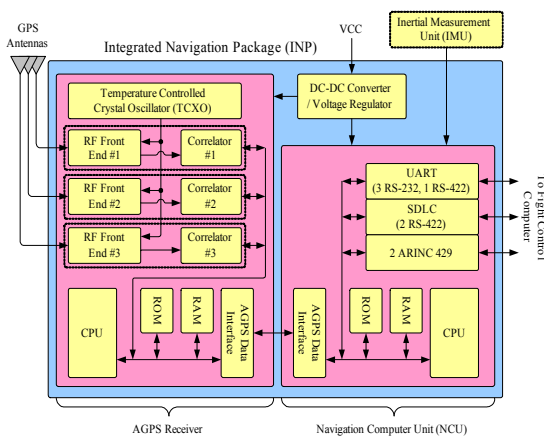 GPS
Antennas
Integrated Navigation Package (INP)
VCC
Inertial Measurement
Unit (IMU)
Temperature Controlled
Crystal Oscillator (TCXO)
DC-DC Converter
/ Voltage Regulator
RF Front
End #1
Correlator
#1
RF Front
End #2
Correlator
#2
RF Front
End #3
Correlator
#3
UART
(3 RS-232, 1 RS-422)
SDLC
(2 RS-422)
2 ARINC 429
To Fight Control
Computer
CPU
ROM
RAM
AGPS Data
Interface
AGPS Data
Interface
ROM
RAM
CPU
AGPS Receiver
Navigation Computer Unit (NCU)